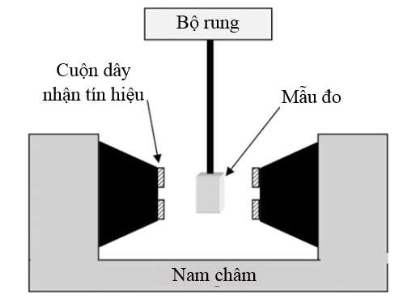 Bộ rung
Cuộn dây
nhận tín hiệu
Mẫu đo
Nam châm